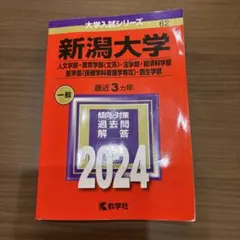 大学入試シリーズ
62
新潟大学
人文学部・教育学部〈文系〉・法学部・経済科学部
医学部〈保健学科看護学専攻〉・創生学部
一般
最近3カ年
傾向と対策
過去問
解答
2024
教学社